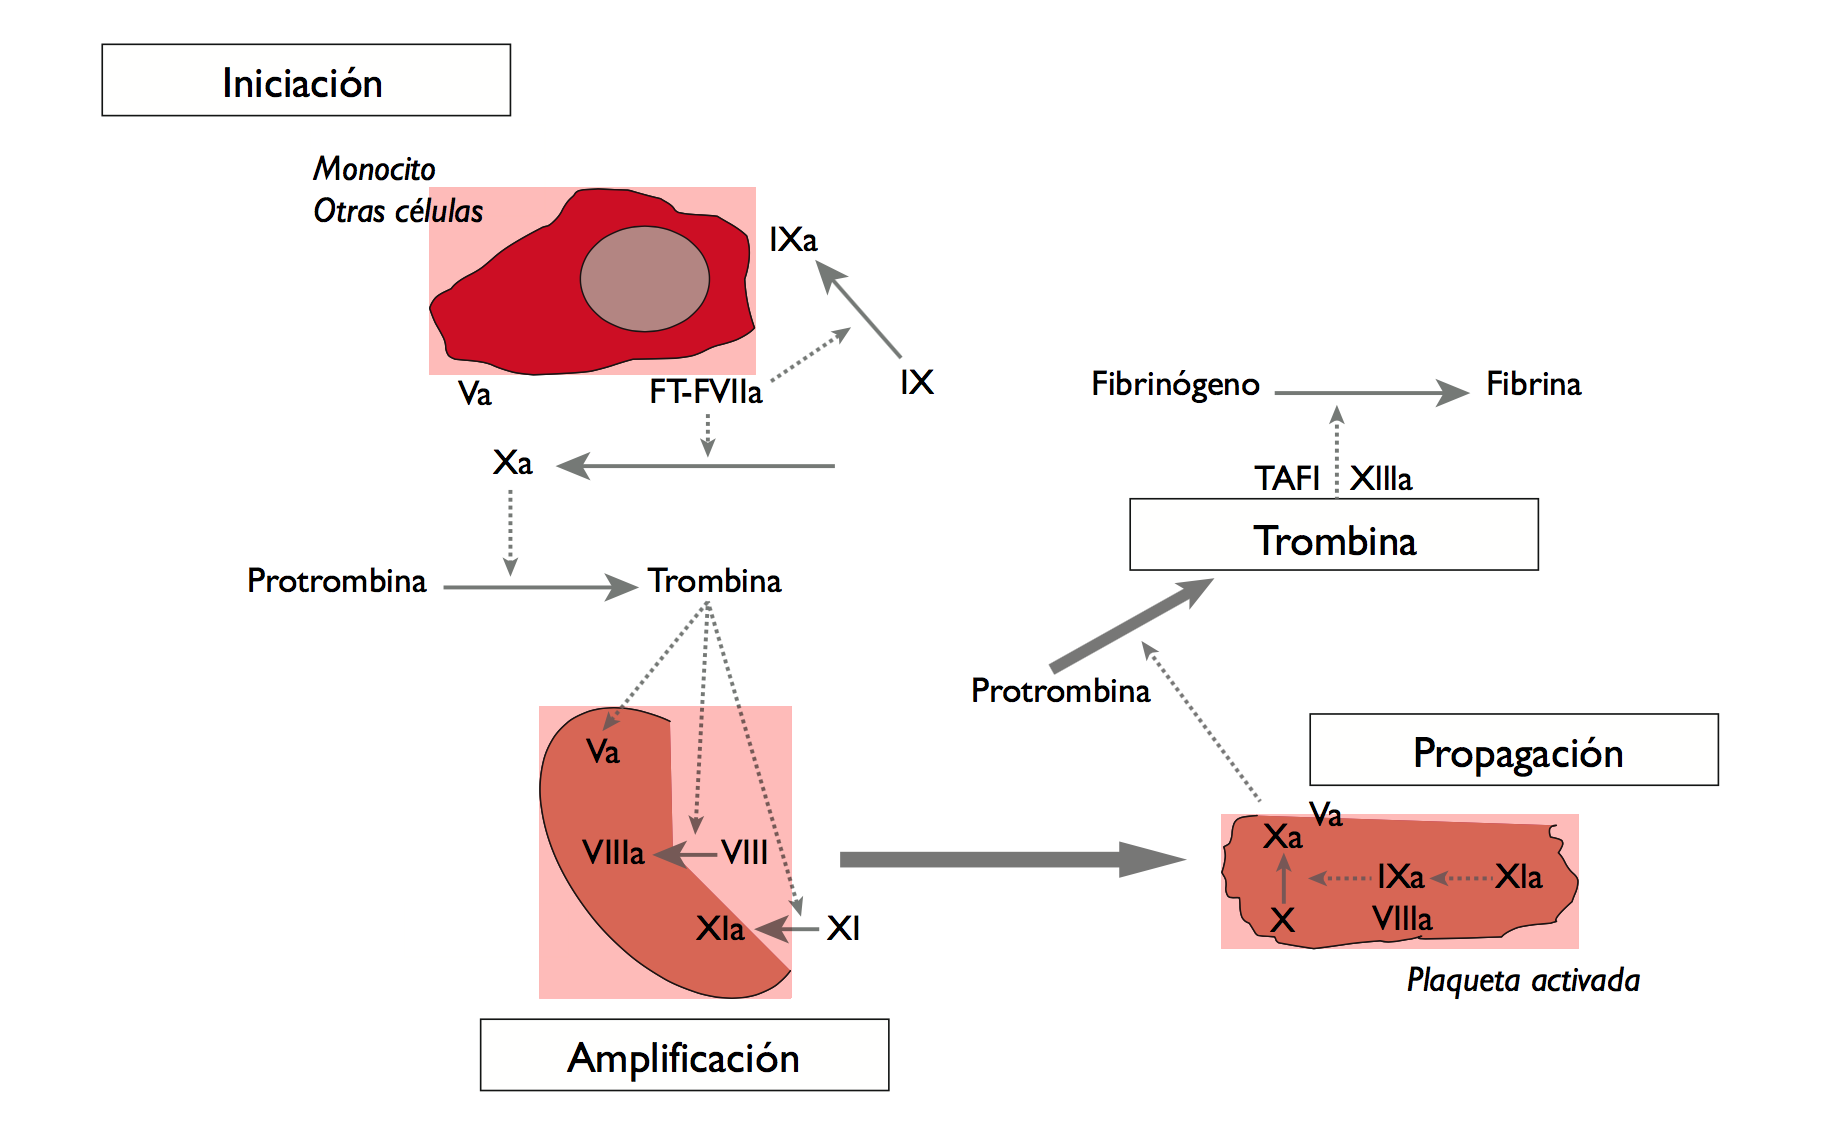 Iniciación
Monocito
Otras células
IXa
IX
Va
FT-FVIIa
Xa
Protrombina
Trombina
Va
VIIIa
VIII
XIa
XI
Amplificación
Fibrinógeno
Fibrina
TAFI
XIIIa
Trombina
Protrombina
Propagación
Va
Xa
IXa
XIa
X
VIIIa
Plaqueta activada